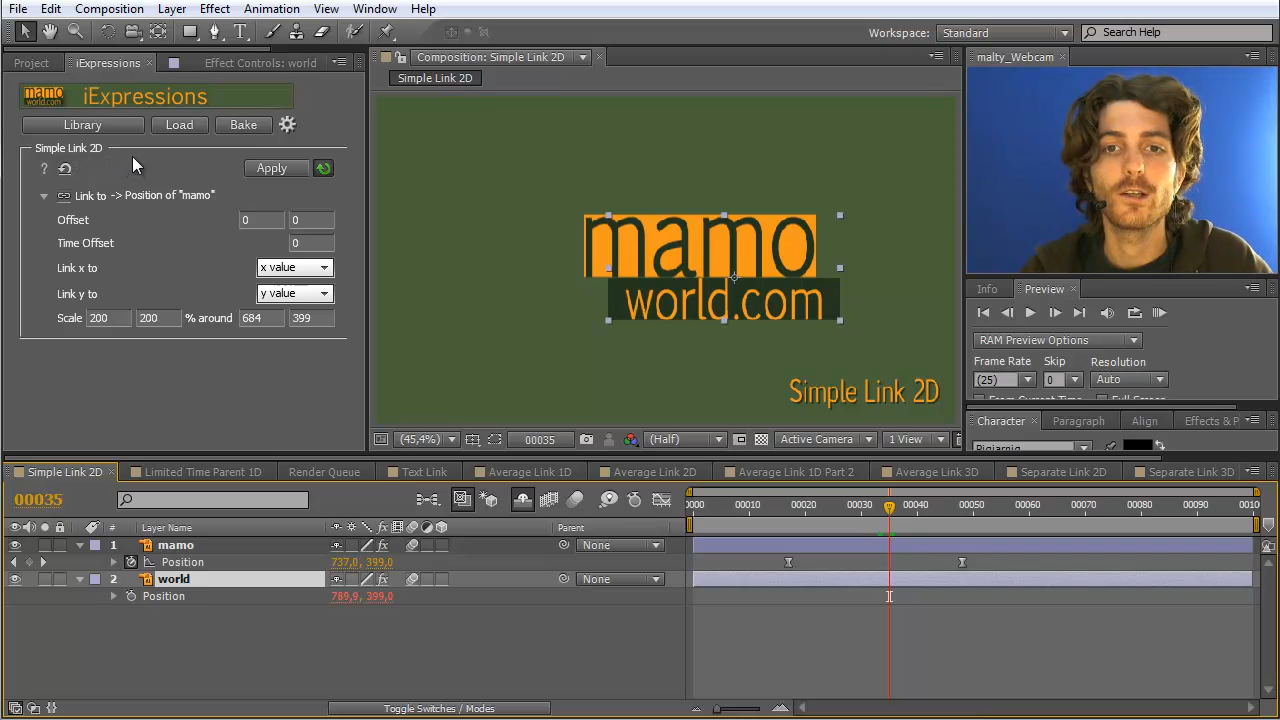 File Edit Composition Layer Effect Animation View Window Help
Workspace: Standard Search Help
Project iExpressions Effect Controls: world
mamo
world.com
iExpressions
Library Load Bake
Simple Link 2D
? Apply
Link to -> Position of "mamo"
Offset 0 0
Time Offset 0
Link x to x value
Link y to y value
Scale 200 200 % around 684 399
Composition: Simple Link 2D
Simple Link 2D
mamo
world.com
Simple Link 2D
(45,4%) 00035 (Half) Active Camera 1 View
malty_Webcam
Info Preview
RAM Preview Options
Frame Rate Skip Resolution
(25) 0 Auto
Character Paragraph Align Effects & P
Simple Link 2D Limited Time Parent 1D Render Queue Text Link Average Link 1D Average Link 2D Average Link 1D Part 2 Average Link 3D Separate Link 2D Separate Link 3D
00035 0000 00020 00030 00040 00050 00060 00070 00080 00090 0010
# Layer Name Parent
1 mamo None
Position 737,0, 399,0
2 world None
Position 789,9, 399,0
Toggle Switches / Modes